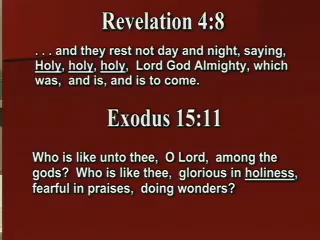 Revelation 4:8
. . . and they rest not day and night, saying,
Holy, holy, holy,  Lord God Almighty, which
was,  and is, and is to come.
Exodus 15:11
Who is like unto thee,  O Lord,  among the
gods?  Who is like thee,  glorious in holiness,
fearful in praises,  doing wonders?